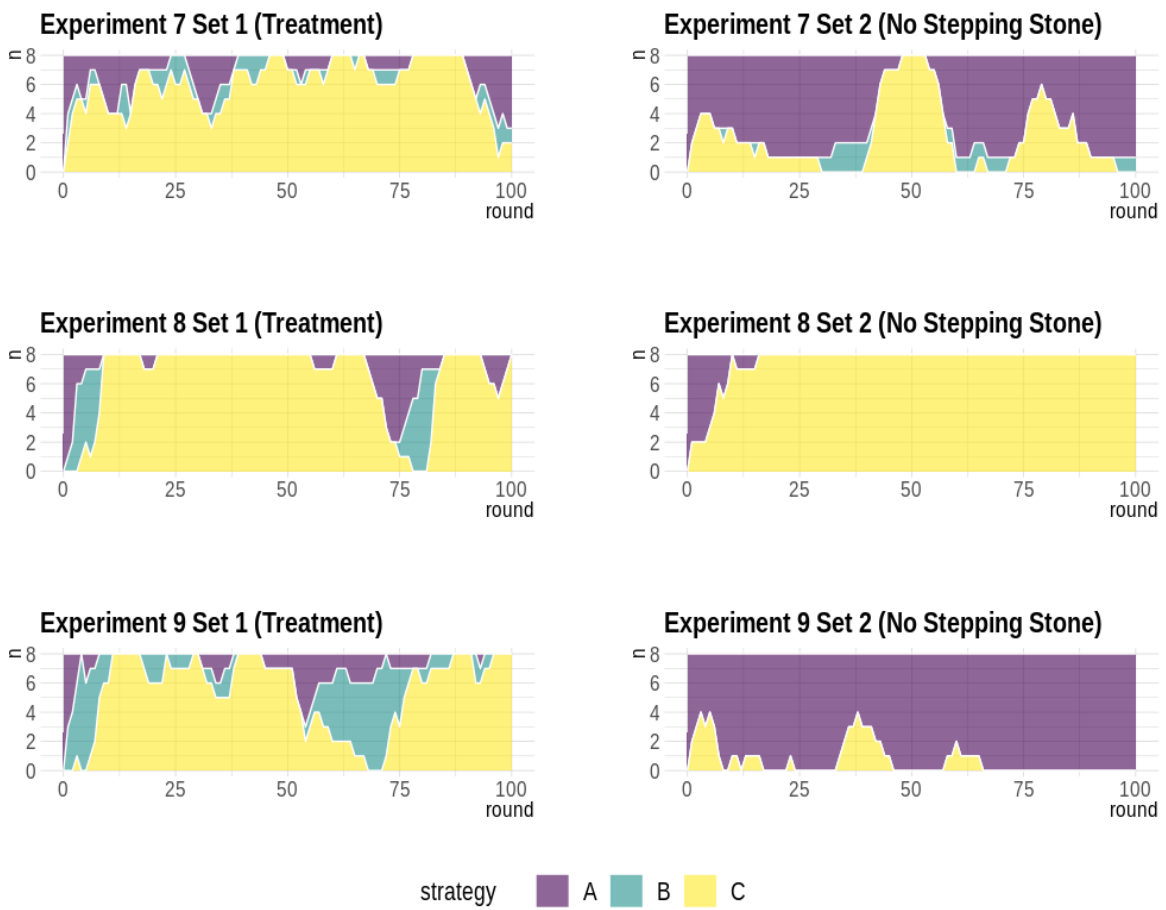 Experiment 7 Set 1 (Treatment)
n
8
6
4
2
0
0 25 50 75 100
round
Experiment 7 Set 2 (No Stepping Stone)
n
8
6
4
2
0
0 25 50 75 100
round
Experiment 8 Set 1 (Treatment)
n
8
6
4
2
0
0 25 50 75 100
round
Experiment 8 Set 2 (No Stepping Stone)
n
8
6
4
2
0
0 25 50 75 100
round
Experiment 9 Set 1 (Treatment)
n
8
6
4
2
0
0 25 50 75 100
round
Experiment 9 Set 2 (No Stepping Stone)
n
8
6
4
2
0
0 25 50 75 100
round
strategy A B C